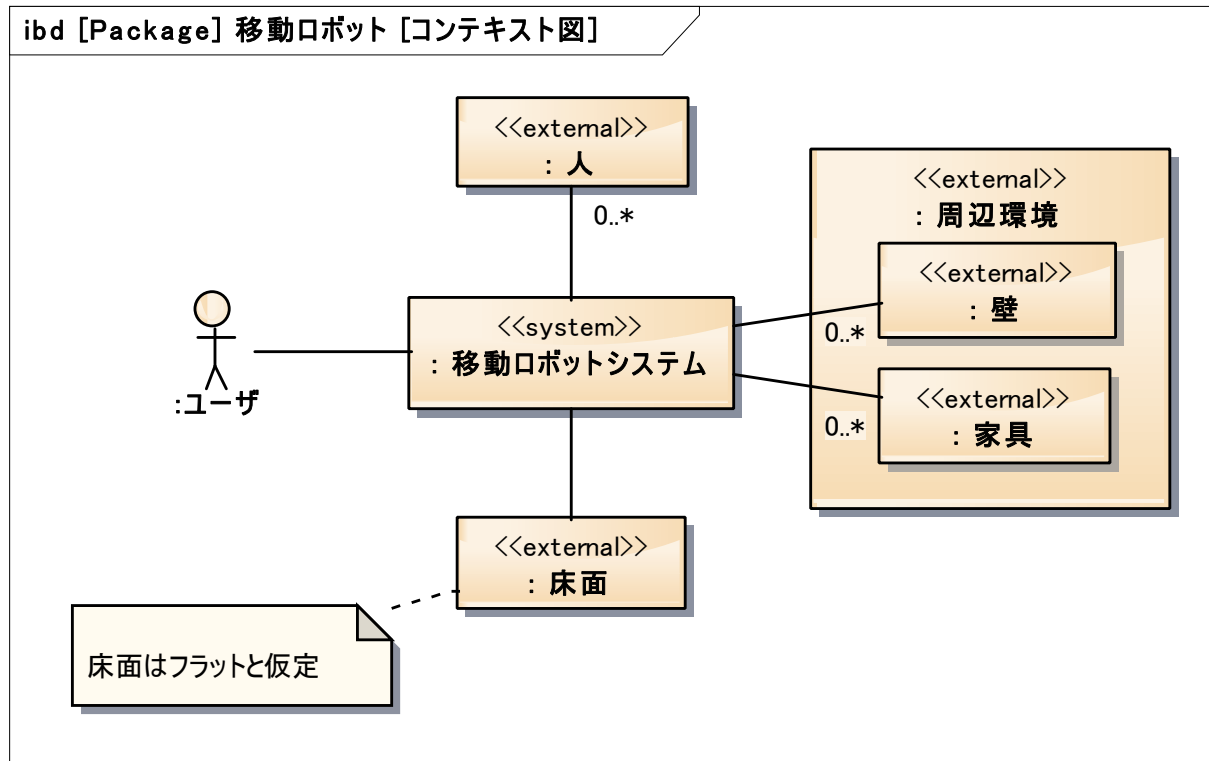 ibd [Package] 移動ロボット [コンテキスト図]
<<external>>
: 人
0..*
<<external>>
: 周辺環境
<<external>>
: 壁
0..*
<<system>>
: 移動ロボットシステム
:ユーザ
<<external>>
: 家具
0..*
<<external>>
: 床面
床面はフラットと仮定